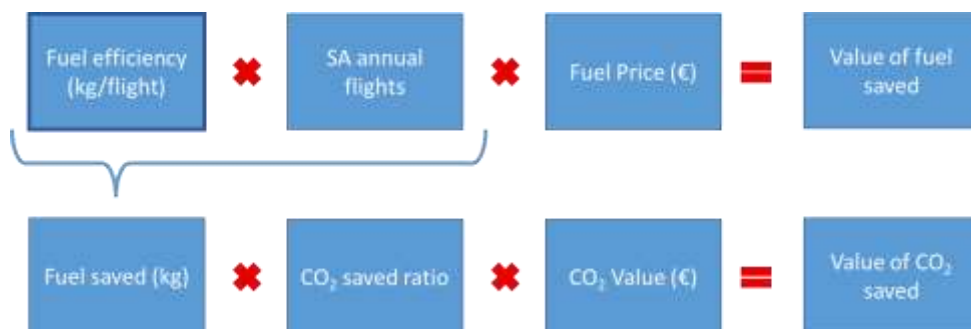 Fuel efficiency
(kg/flight)
SA annual
flights
Fuel Price (€)
Value of fuel
saved
Fuel saved (kg)
CO₂ saved ratio
CO₂ Value (€)
Value of CO₂
saved